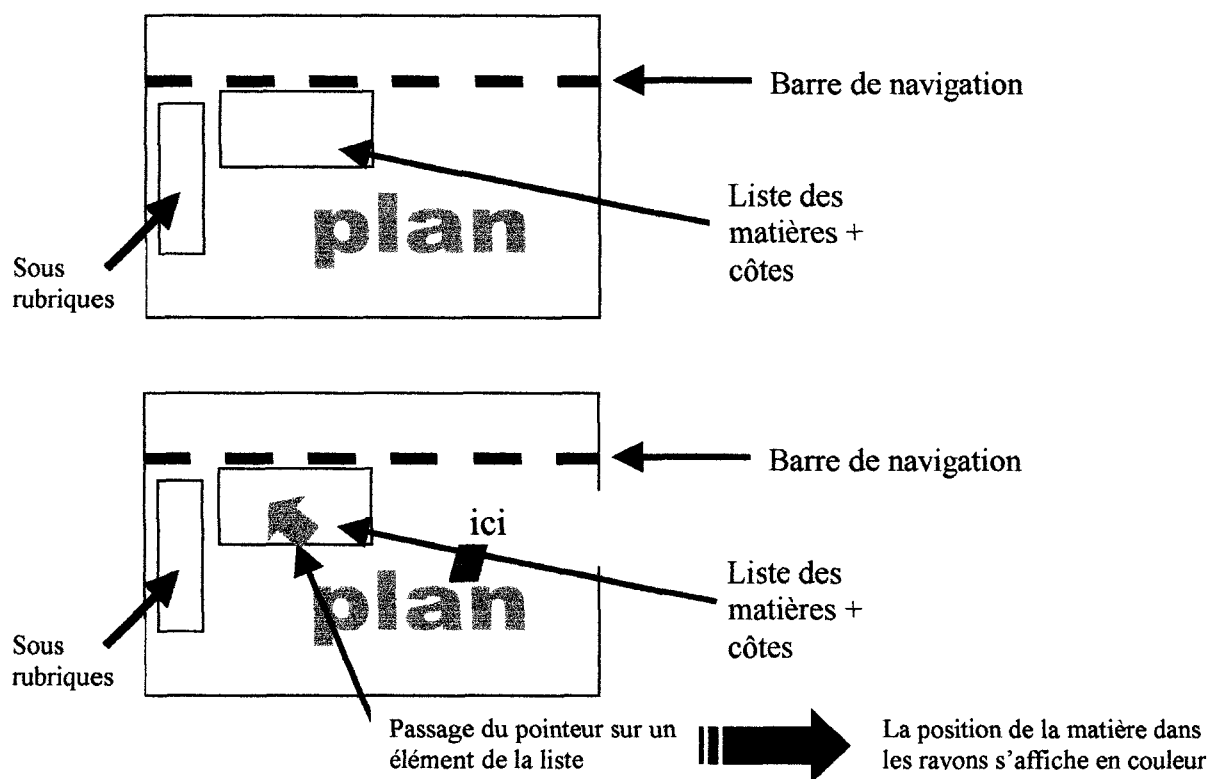 Barre de navigation
Liste des
matières +
côtes
plan
Sous
rubriques
Barre de navigation
ici
Liste des
matières +
côtes
plan
Sous
rubriques
Passage du pointeur sur un
élément de la liste
La position de la matière dans
les rayons s'affiche en couleur